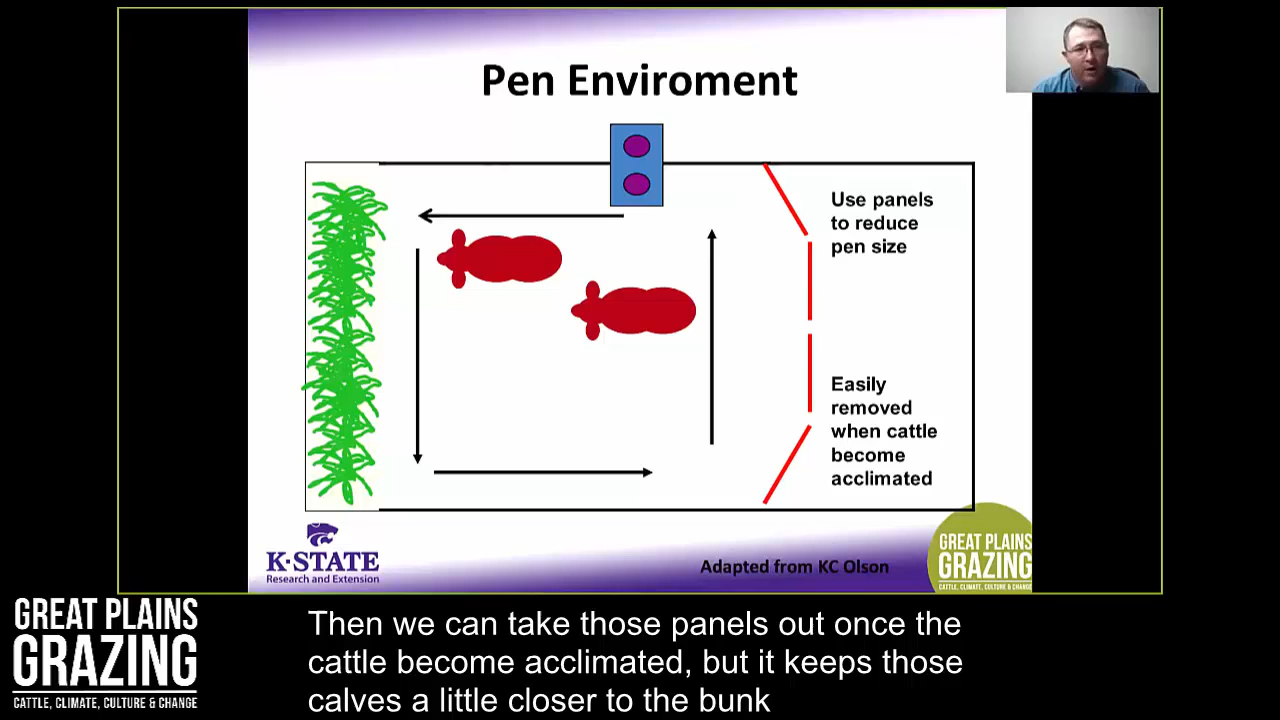 Pen Enviroment
Use panels
to reduce
pen size
Easily
removed
when cattle
become
acclimated
K-STATE
Research and Extension
Adapted from KC Olson
GREAT PLAINS
GRAZING
CATTLE, CLIMATE, CULTURE & CHANGE
GREAT PLAINS
GRAZING
CATTLE, CLIMATE, CULTURE & CHANGE
Then we can take those panels out once the
cattle become acclimated, but it keeps those
calves a little closer to the bunk